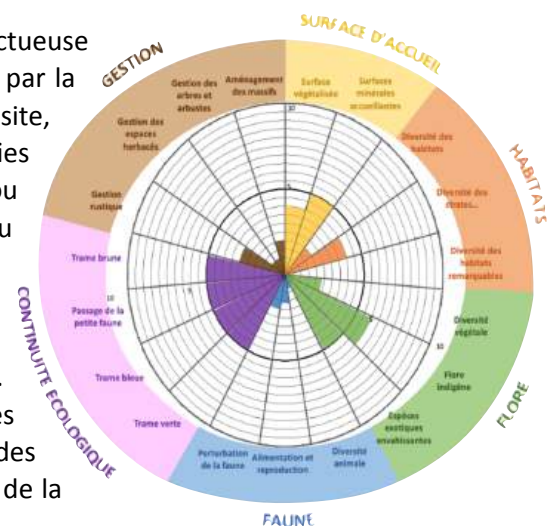 ctueuse
par la
site,
ies
ou
u
.
es
des
de la
SURFACE D'ACCUEIL
Surface
végétalisée
Surfaces
minérales
accueillantes
HABITATS
Diversité des
habitats
Diversité des
strates...
Diversité des
habitats
remarquables
FLORE
Diversité
végétale
Flore
indigène
Espèces
exotiques
envahissantes
FAUNE
Diversité
animale
Alimentation et
reproduction
Perturbation
de la faune
CONTINUITE ECOLOGIQUE
Trame verte
Trame bleue
Passage de la
petite faune
Trame brune
GESTION
Gestion
rustique
Gestion des
espaces
herbacés
Gestion des
arbres et
arbustes
Aménagement
des massifs
10
5
10
5
10
5